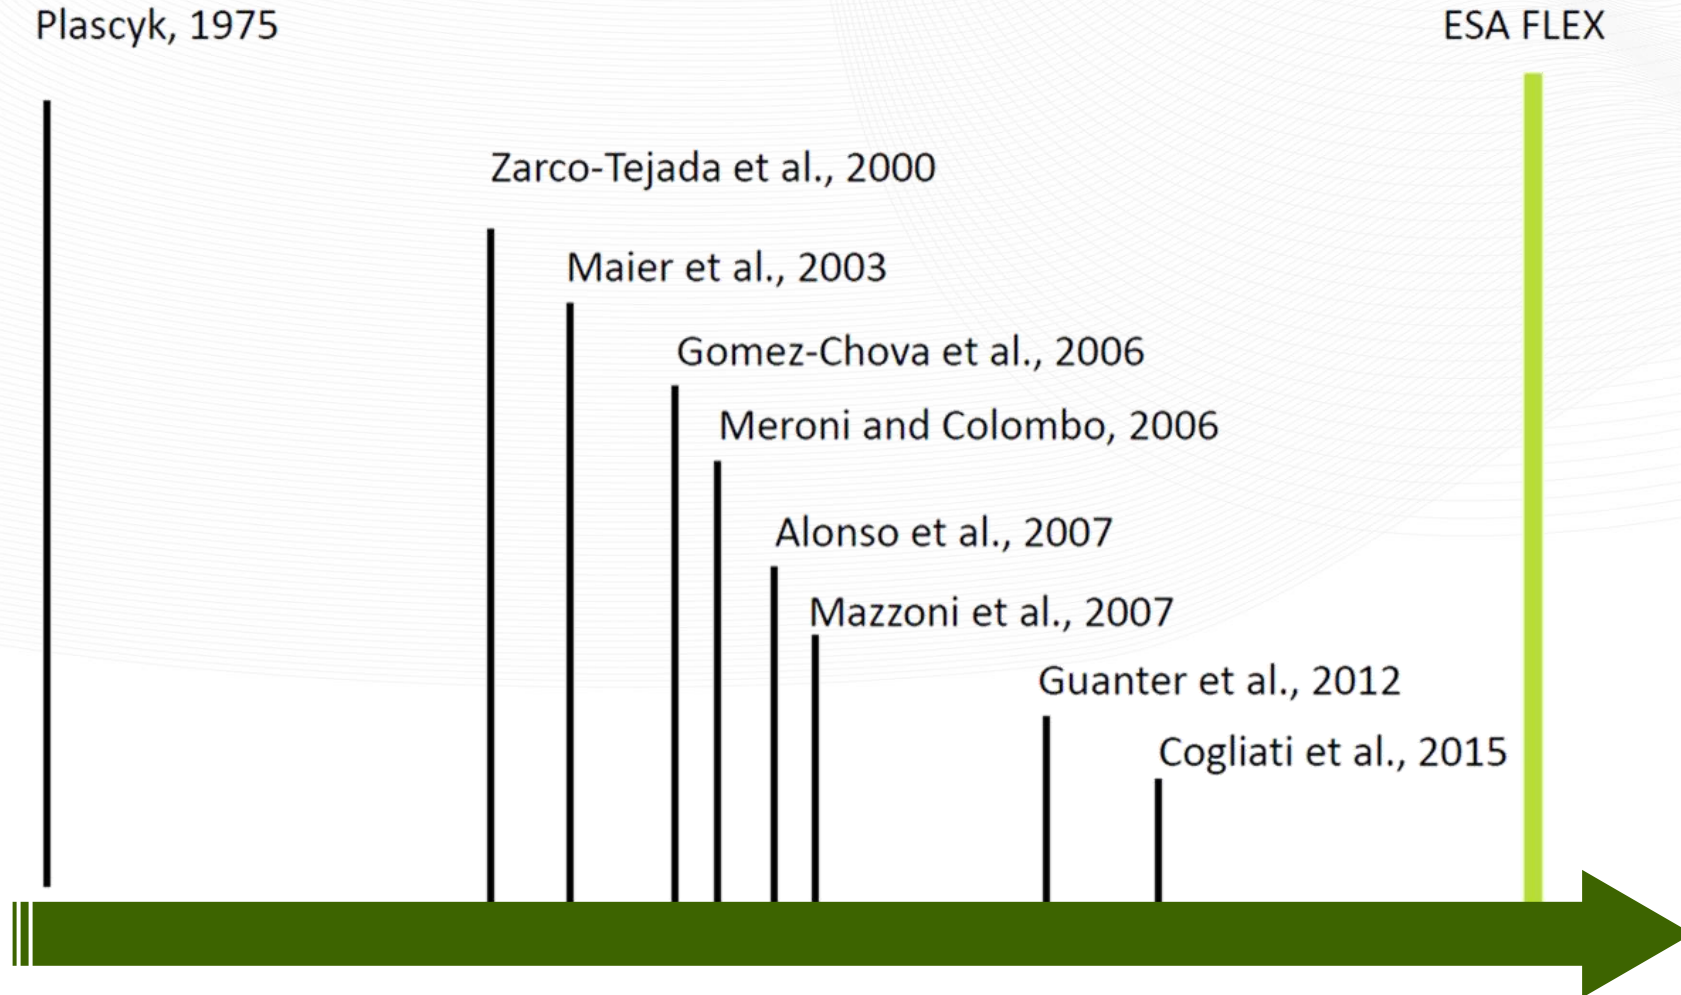 Plascyk, 1975
ESA FLEX
Zarco-Tejada et al., 2000
Maier et al., 2003
Gomez-Chova et al., 2006
Meroni and Colombo, 2006
Alonso et al., 2007
Mazzoni et al., 2007
Guanter et al., 2012
Cogliati et al., 2015